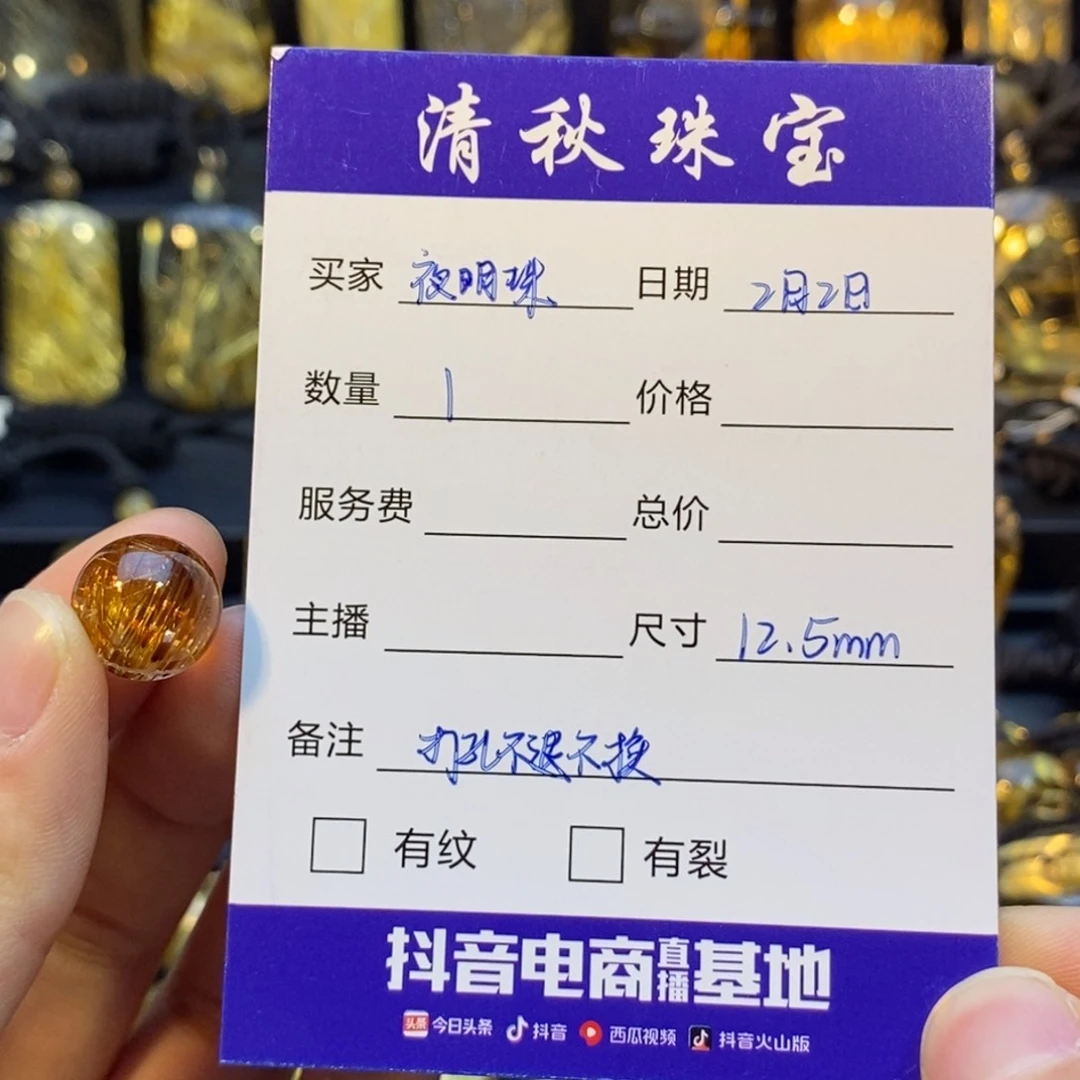 清秋珠宝
买家 夜明珠 日期 2月2日
数量 1 价格
服务费 总价
主播 尺寸 12.5mm
备注 打孔不退不换
有纹 有裂
抖音电商直播基地
头条 今日头条 抖音 西瓜视频 抖音火山版